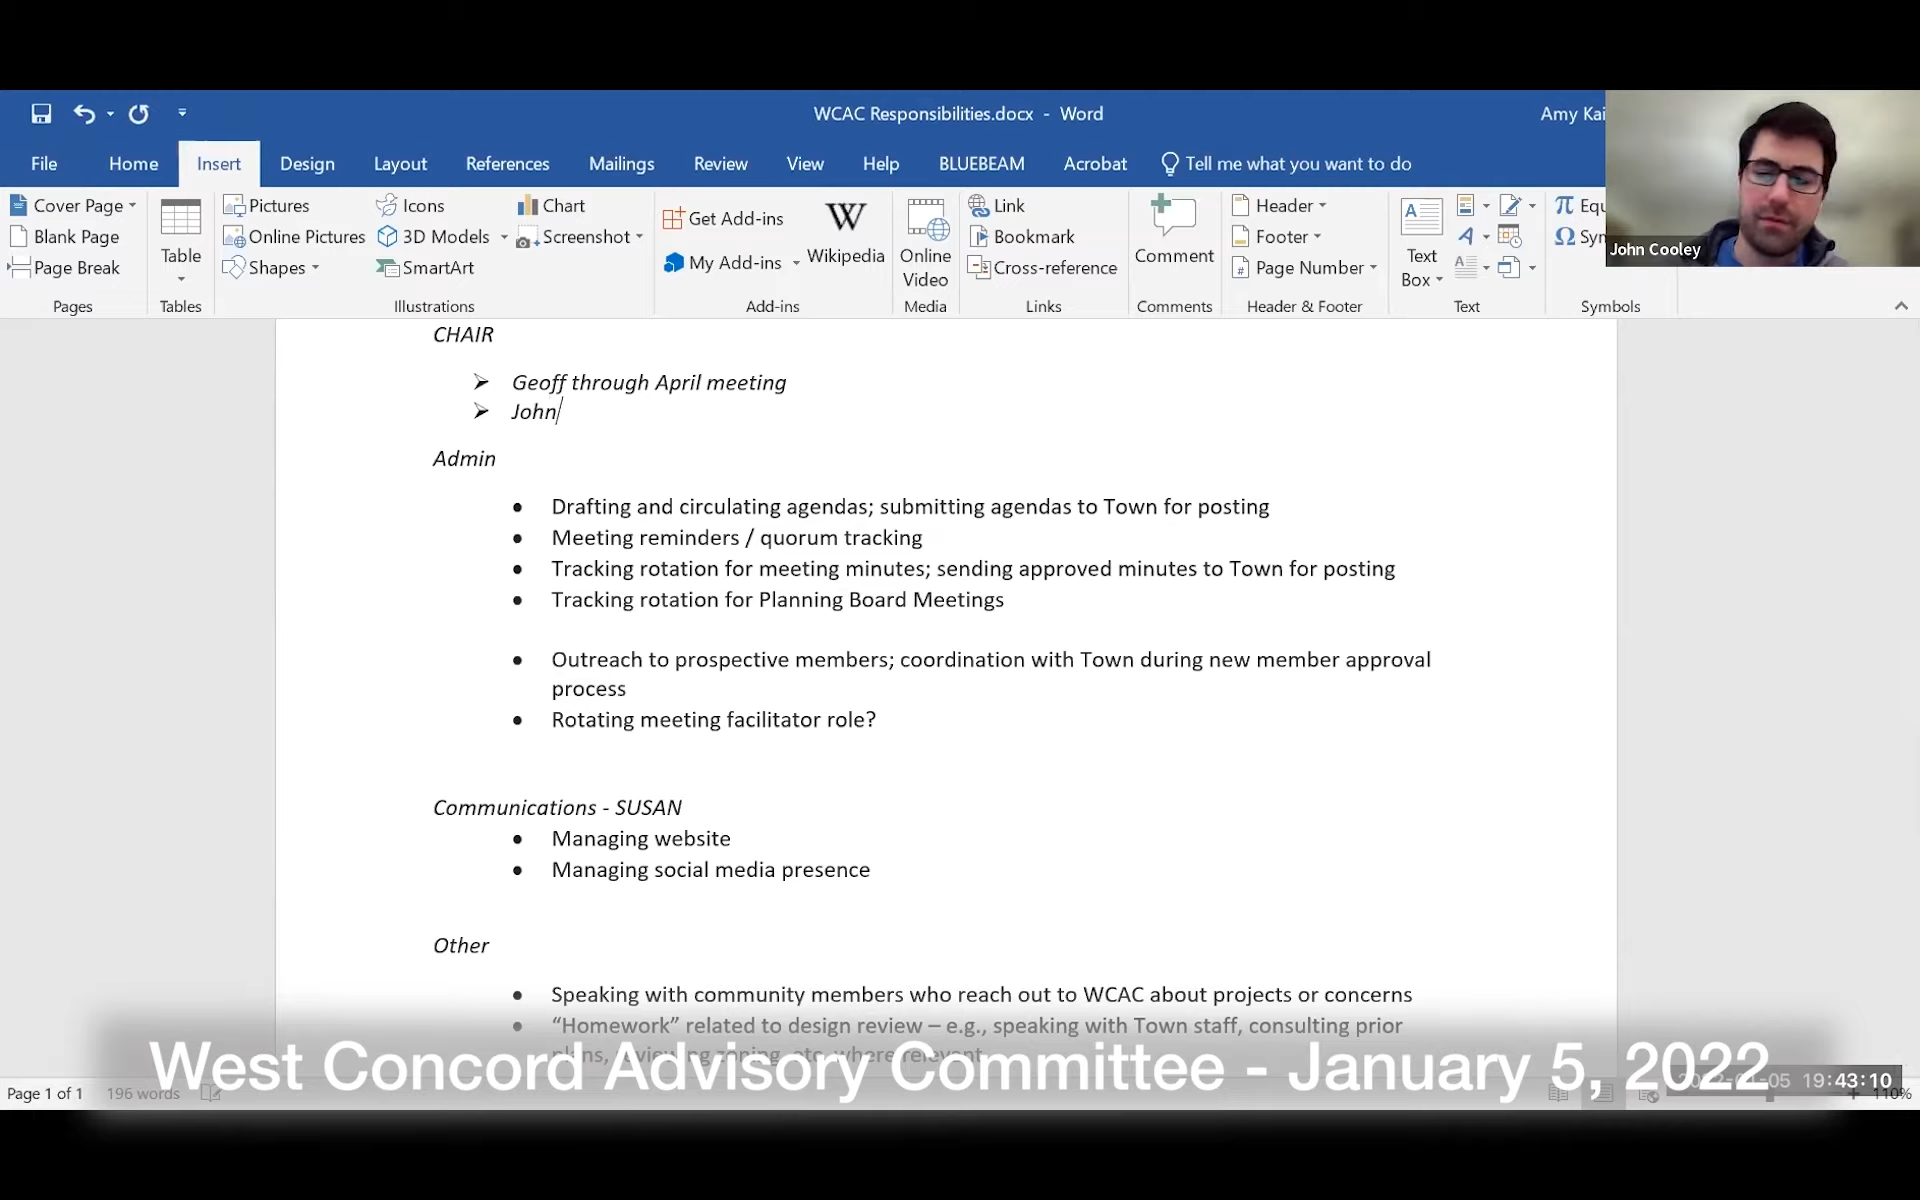 WCAC Responsibilities.docx - Word
Amy Kai
File Home Insert Design Layout References Mailings Review View Help BLUEBEAM Acrobat Tell me what you want to do
Cover Page
Blank Page
Page Break
Pages
Table
Tables
Pictures
Online Pictures
Shapes
Icons
3D Models
SmartArt
Chart
Screenshot
Illustrations
Get Add-ins
My Add-ins
W
Wikipedia
Add-ins
Online
Video
Media
Link
Bookmark
Cross-reference
Links
Comment
Comments
Header
Footer
Page Number
Header & Footer
Text
Box
Text
π Equ
Ω Sym
Symbols
John Cooley
CHAIR
Geoff through April meeting
John
Admin
Drafting and circulating agendas; submitting agendas to Town for posting
Meeting reminders / quorum tracking
Tracking rotation for meeting minutes; sending approved minutes to Town for posting
Tracking rotation for Planning Board Meetings
Outreach to prospective members; coordination with Town during new member approval
process
Rotating meeting facilitator role?
Communications - SUSAN
Managing website
Managing social media presence
Other
Speaking with community members who reach out to WCAC about projects or concerns
“Homework” related to design review – e.g., speaking with Town staff, consulting prior
West Concord Advisory Committee - January 5, 2022
19:43:10
Page 1 of 1 196 words
110%